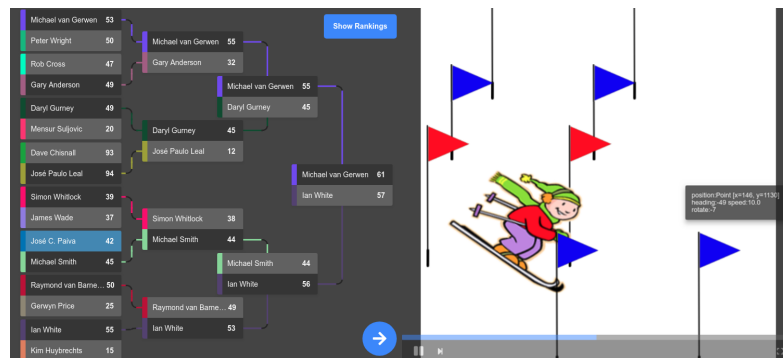 Michael van Gerwen 53
Peter Wright 50
Rob Cross 47
Gary Anderson 49
Daryl Gurney 49
Mensur Suljovic 20
Dave Chisnall 93
José Paulo Leal 94
Simon Whitlock 39
James Wade 37
José C. Paiva 42
Michael Smith 45
Raymond van Barne... 50
Gerwyn Price 25
Ian White 55
Kim Huybrechts 15
Michael van Gerwen 55
Gary Anderson 32
Daryl Gurney 45
José Paulo Leal 12
Simon Whitlock 38
Michael Smith 44
Raymond van Barne... 49
Ian White 53
Michael van Gerwen 55
Daryl Gurney 45
Michael Smith 44
Ian White 56
Michael van Gerwen 61
Ian White 57
Show Rankings
position:Point [x=146, y=1130]
heading:-49 speed:10.0
rotate:-7